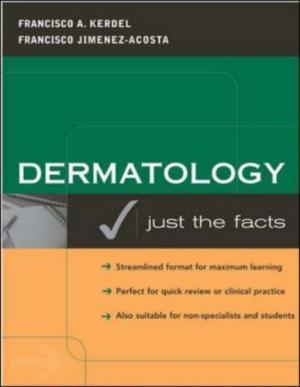 FRANCISCO A. KERDEL
FRANCISCO JIMENEZ-ACOSTA
DERMATOLOGY
just the facts
Streamlined format for maximum learning
Perfect for quick review or clinical practice
Also suitable for non-specialists and students